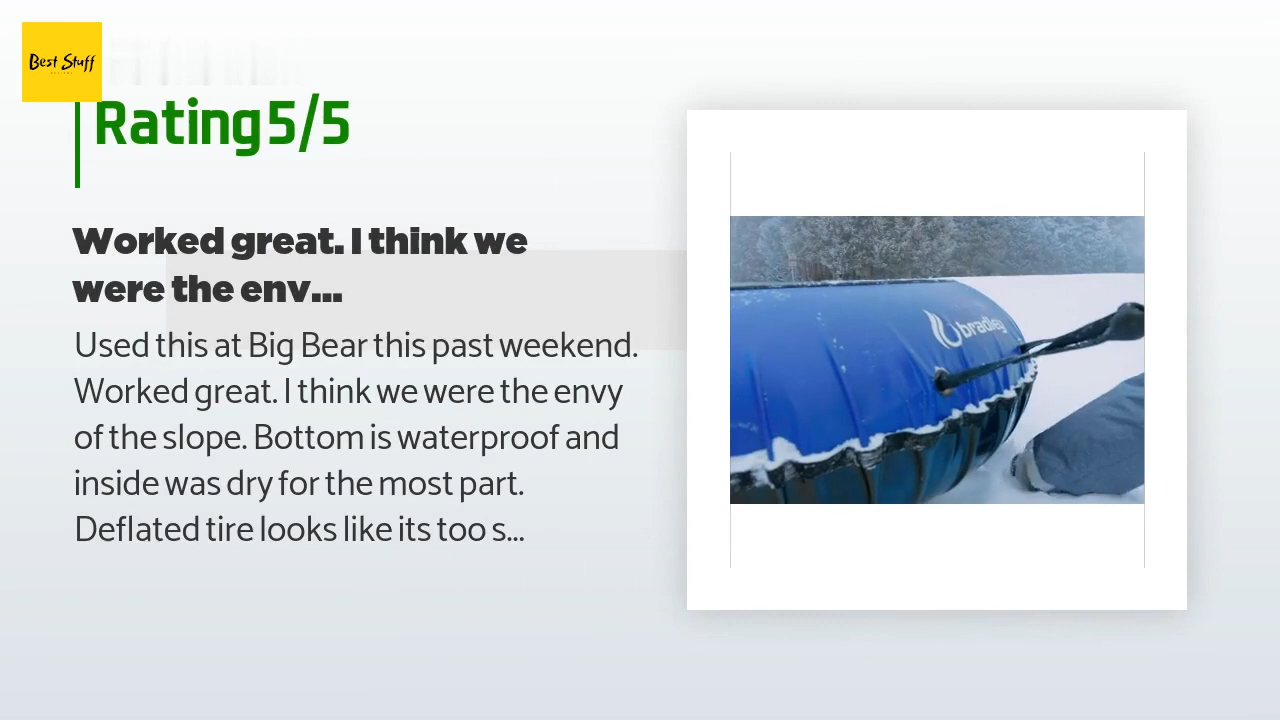 Best Stuff
Rating 5/5
Worked great. I think we
were the env...
Used this at Big Bear this past weekend.
Worked great. I think we were the envy
of the slope. Bottom is waterproof and
inside was dry for the most part.
Deflated tire looks like its too s...
bradley